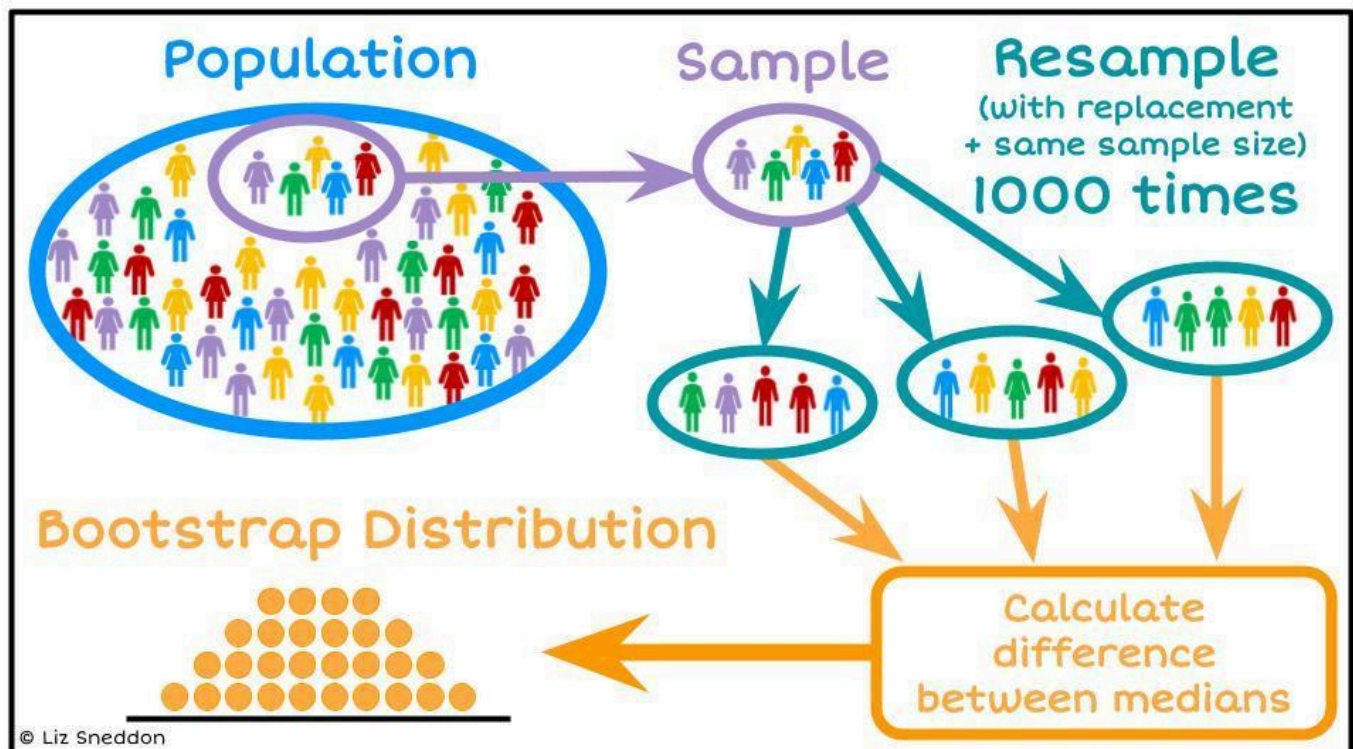 Population
Sample
Resample
(with replacement
+ same sample size)
1000 times
Bootstrap Distribution
Calculate
difference
between medians
© Liz Sneddon